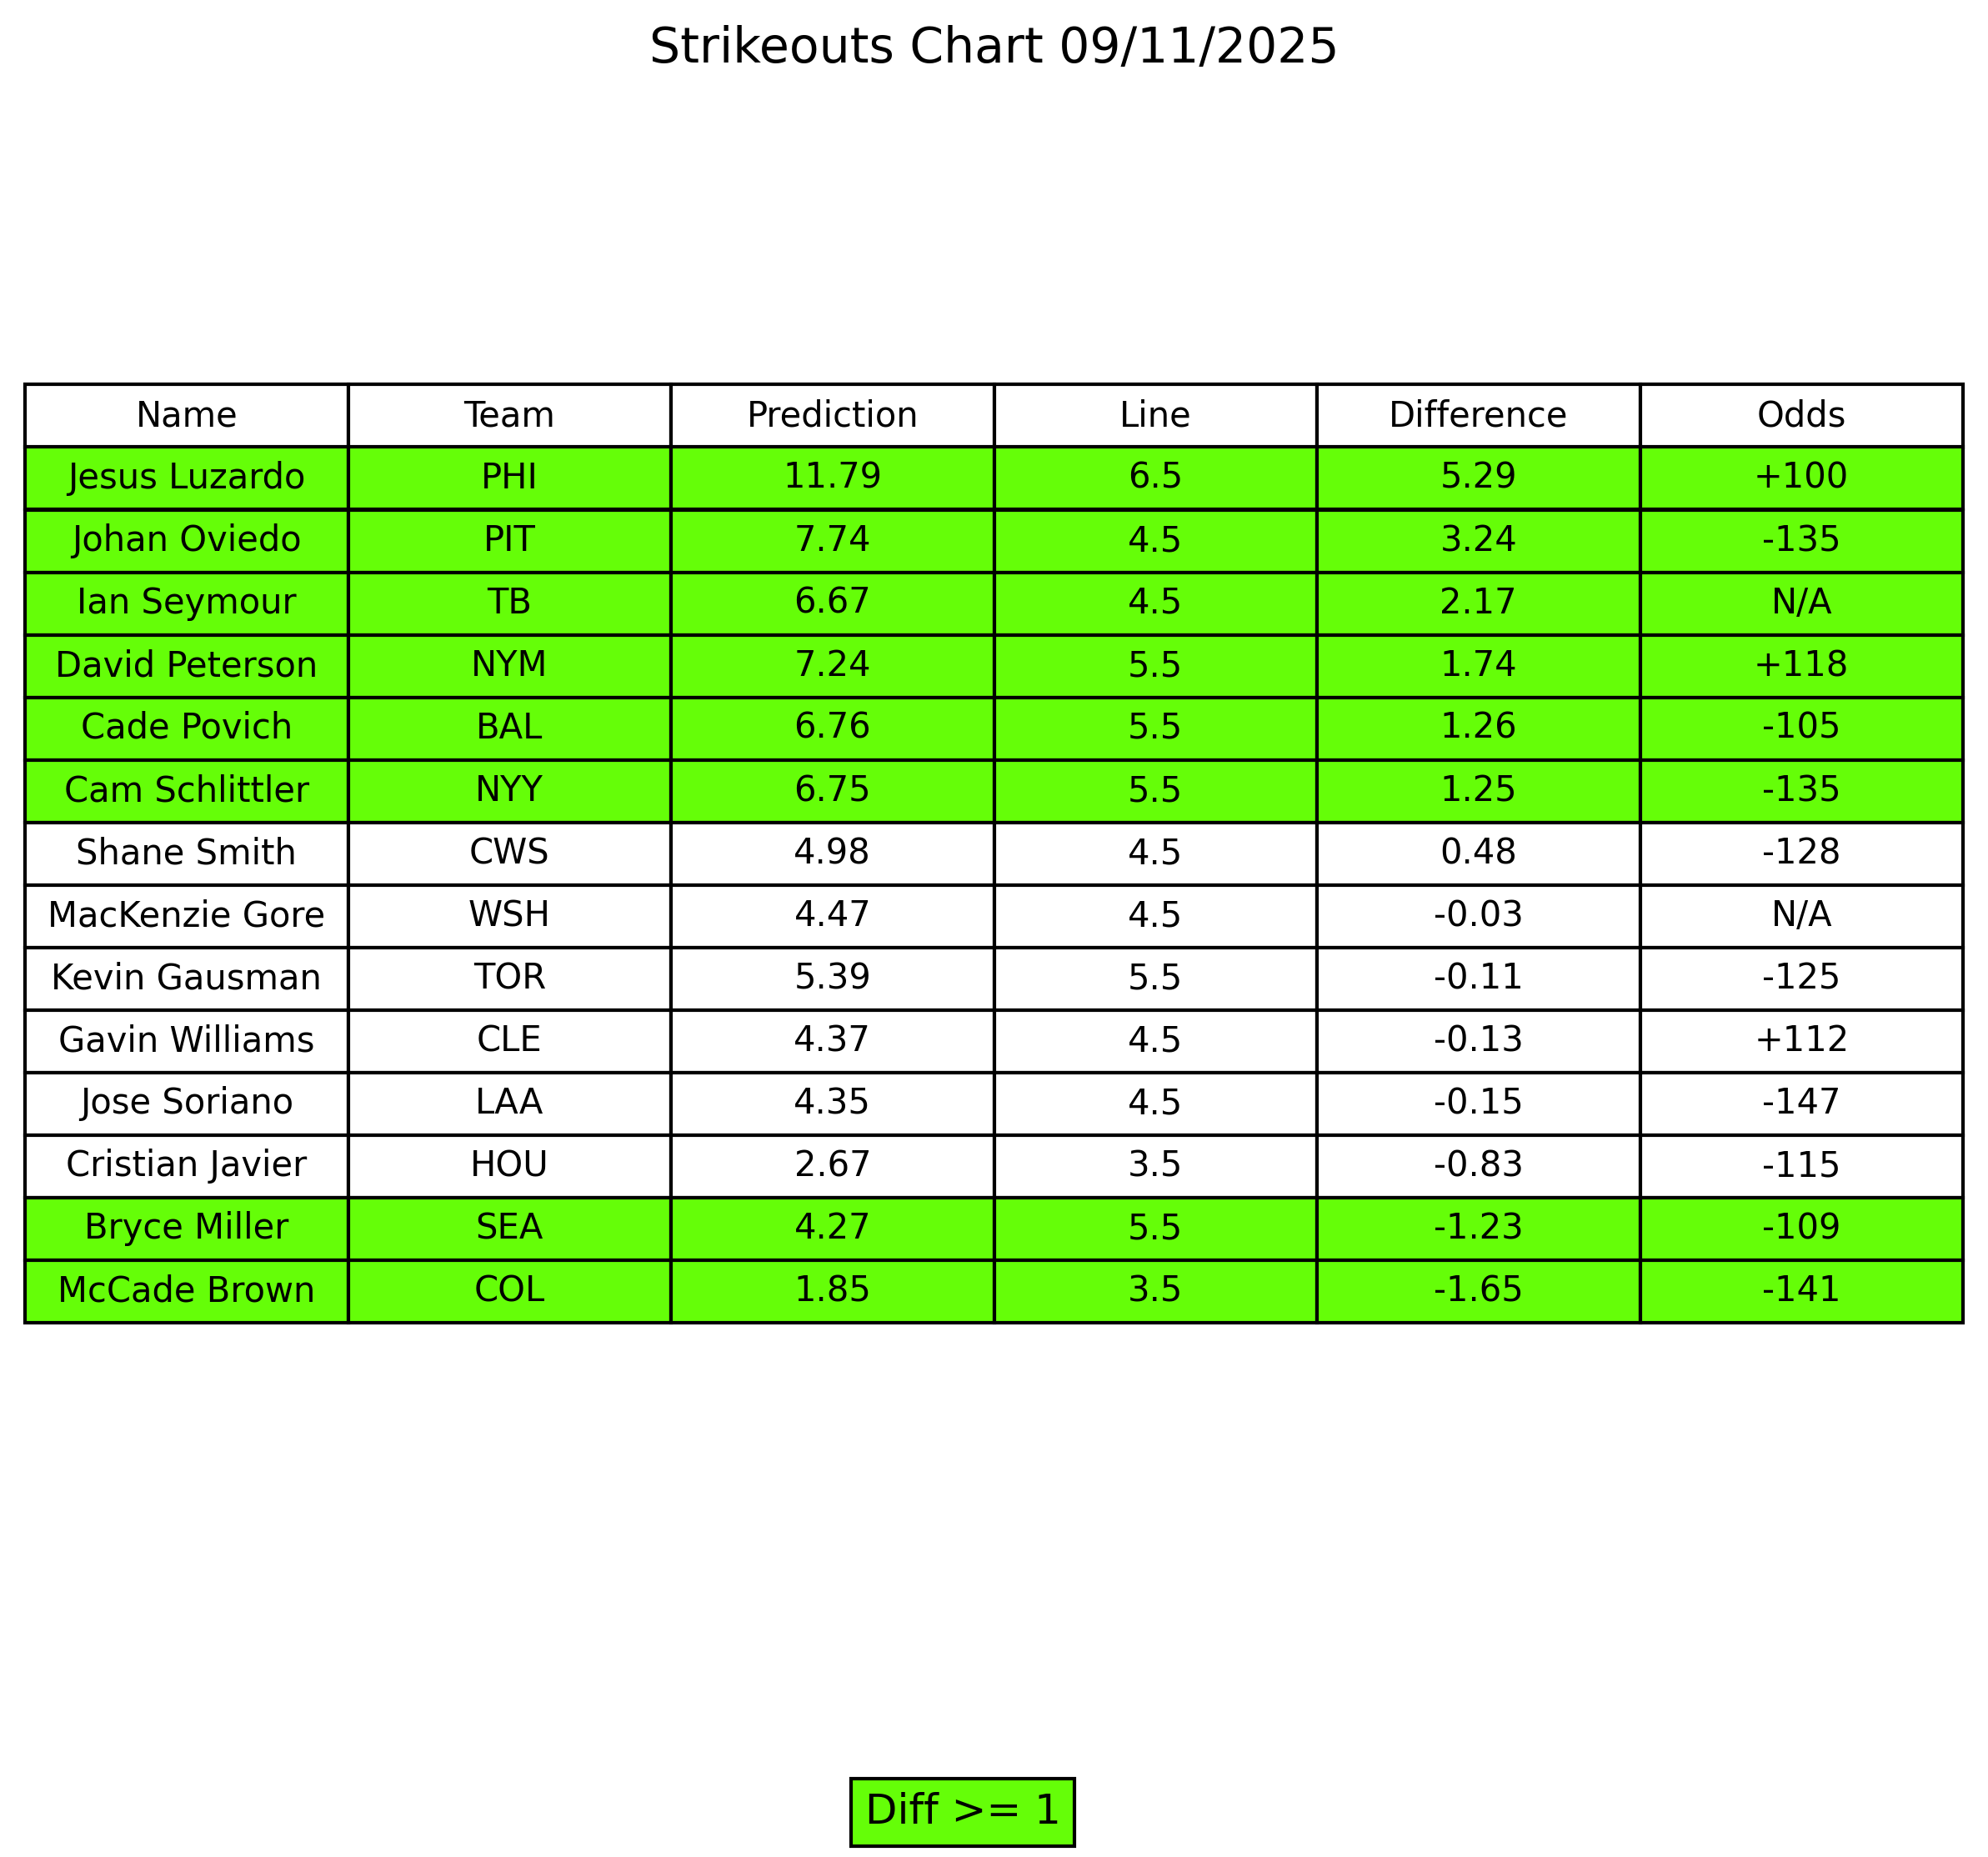 Strikeouts Chart 09/11/2025
Name Team Prediction Line Difference Odds
Jesus Luzardo PHI 11.79 6.5 5.29 +100
Johan Oviedo PIT 7.74 4.5 3.24 -135
Ian Seymour TB 6.67 4.5 2.17 N/A
David Peterson NYM 7.24 5.5 1.74 +118
Cade Povich BAL 6.76 5.5 1.26 -105
Cam Schlittler NYY 6.75 5.5 1.25 -135
Shane Smith CWS 4.98 4.5 0.48 -128
MacKenzie Gore WSH 4.47 4.5 -0.03 N/A
Kevin Gausman TOR 5.39 5.5 -0.11 -125
Gavin Williams CLE 4.37 4.5 -0.13 +112
Jose Soriano LAA 4.35 4.5 -0.15 -147
Cristian Javier HOU 2.67 3.5 -0.83 -115
Bryce Miller SEA 4.27 5.5 -1.23 -109
McCade Brown COL 1.85 3.5 -1.65 -141
Diff >= 1